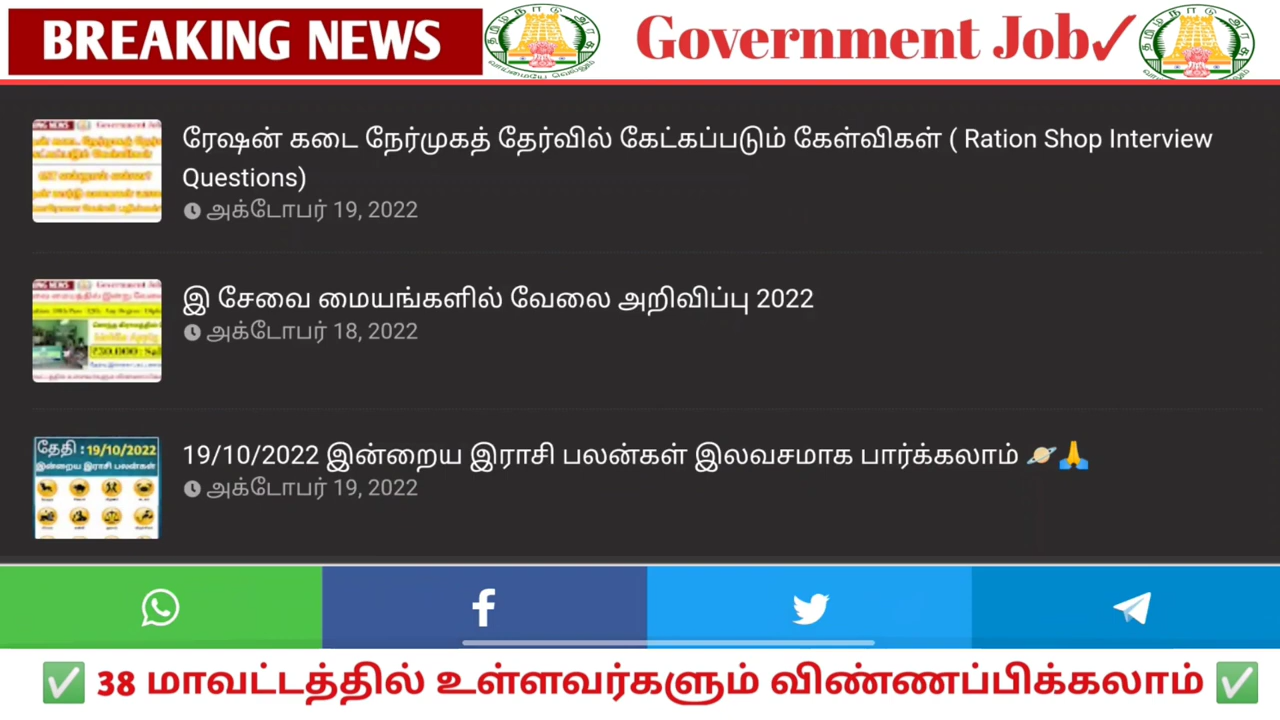 BREAKING NEWS
Government Job✓
ரேஷன் கடை நேர்முகத் தேர்வில் கேட்கப்படும் கேள்விகள் ( Ration Shop Interview
Questions)
அக்டோபர் 19, 2022
இ சேவை மையங்களில் வேலை அறிவிப்பு 2022
அக்டோபர் 18, 2022
தேதி : 19/10/2022
இன்றைய இராசி பலன்கள்
19/10/2022 இன்றைய இராசி பலன்கள் இலவசமாக பார்க்கலாம் 🪐🙏
அக்டோபர் 19, 2022
✅ 38 மாவட்டத்தில் உள்ளவர்களும் விண்ணப்பிக்கலாம் ✅